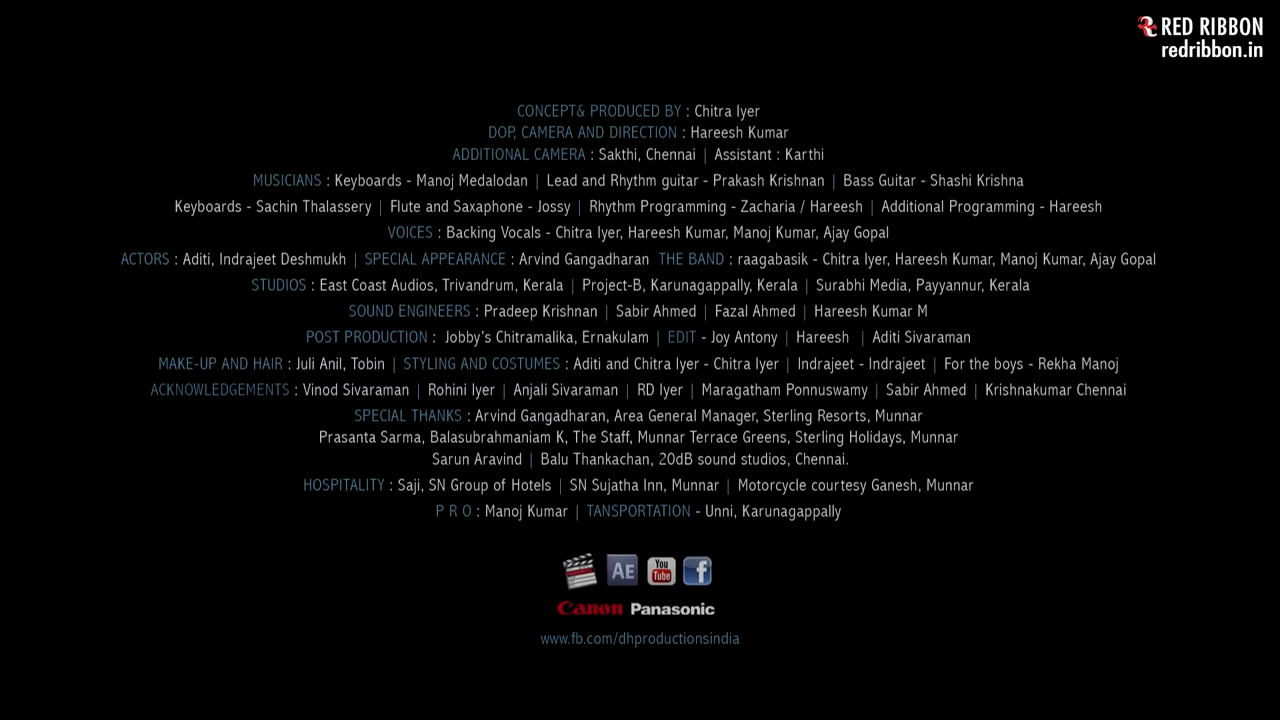 RED RIBBON
redribbon.in
CONCEPT& PRODUCED BY : Chitra Iyer
DOP, CAMERA AND DIRECTION : Hareesh Kumar
ADDITIONAL CAMERA : Sakthi, Chennai | Assistant : Karthi
MUSICIANS : Keyboards - Manoj Medalodan | Lead and Rhythm guitar - Prakash Krishnan | Bass Guitar - Shashi Krishna
Keyboards - Sachin Thalassery | Flute and Saxaphone - Jossy | Rhythm Programming - Zacharia / Hareesh | Additional Programming - Hareesh
VOICES : Backing Vocals - Chitra Iyer, Hareesh Kumar, Manoj Kumar, Ajay Gopal
ACTORS : Aditi, Indrajeet Deshmukh | SPECIAL APPEARANCE : Arvind Gangadharan THE BAND : raagabasik - Chitra Iyer, Hareesh Kumar, Manoj Kumar, Ajay Gopal
STUDIOS : East Coast Audios, Trivandrum, Kerala | Project-B, Karunagappally, Kerala | Surabhi Media, Payyannur, Kerala
SOUND ENGINEERS : Pradeep Krishnan | Sabir Ahmed | Fazal Ahmed | Hareesh Kumar M
POST PRODUCTION : Jobby's Chitramalika, Ernakulam | EDIT - Joy Antony | Hareesh | Aditi Sivaraman
MAKE-UP AND HAIR : Juli Anil, Tobin | STYLING AND COSTUMES : Aditi and Chitra Iyer - Chitra Iyer | Indrajeet - Indrajeet | For the boys - Rekha Manoj
ACKNOWLEDGEMENTS : Vinod Sivaraman | Rohini Iyer | Anjali Sivaraman | RD Iyer | Maragatham Ponnuswamy | Sabir Ahmed | Krishnakumar Chennai
SPECIAL THANKS : Arvind Gangadharan, Area General Manager, Sterling Resorts, Munnar
Prasanta Sarma, Balasubrahmaniam K, The Staff, Munnar Terrace Greens, Sterling Holidays, Munnar
Sarun Aravind | Balu Thankachan, 20dB sound studios, Chennai.
HOSPITALITY : Saji, SN Group of Hotels | SN Sujatha Inn, Munnar | Motorcycle courtesy Ganesh, Munnar
P R O : Manoj Kumar | TANSPORTATION - Unni, Karunagappally
AE You Tube f
Canon Panasonic
www.fb.com/dhproductionsindia